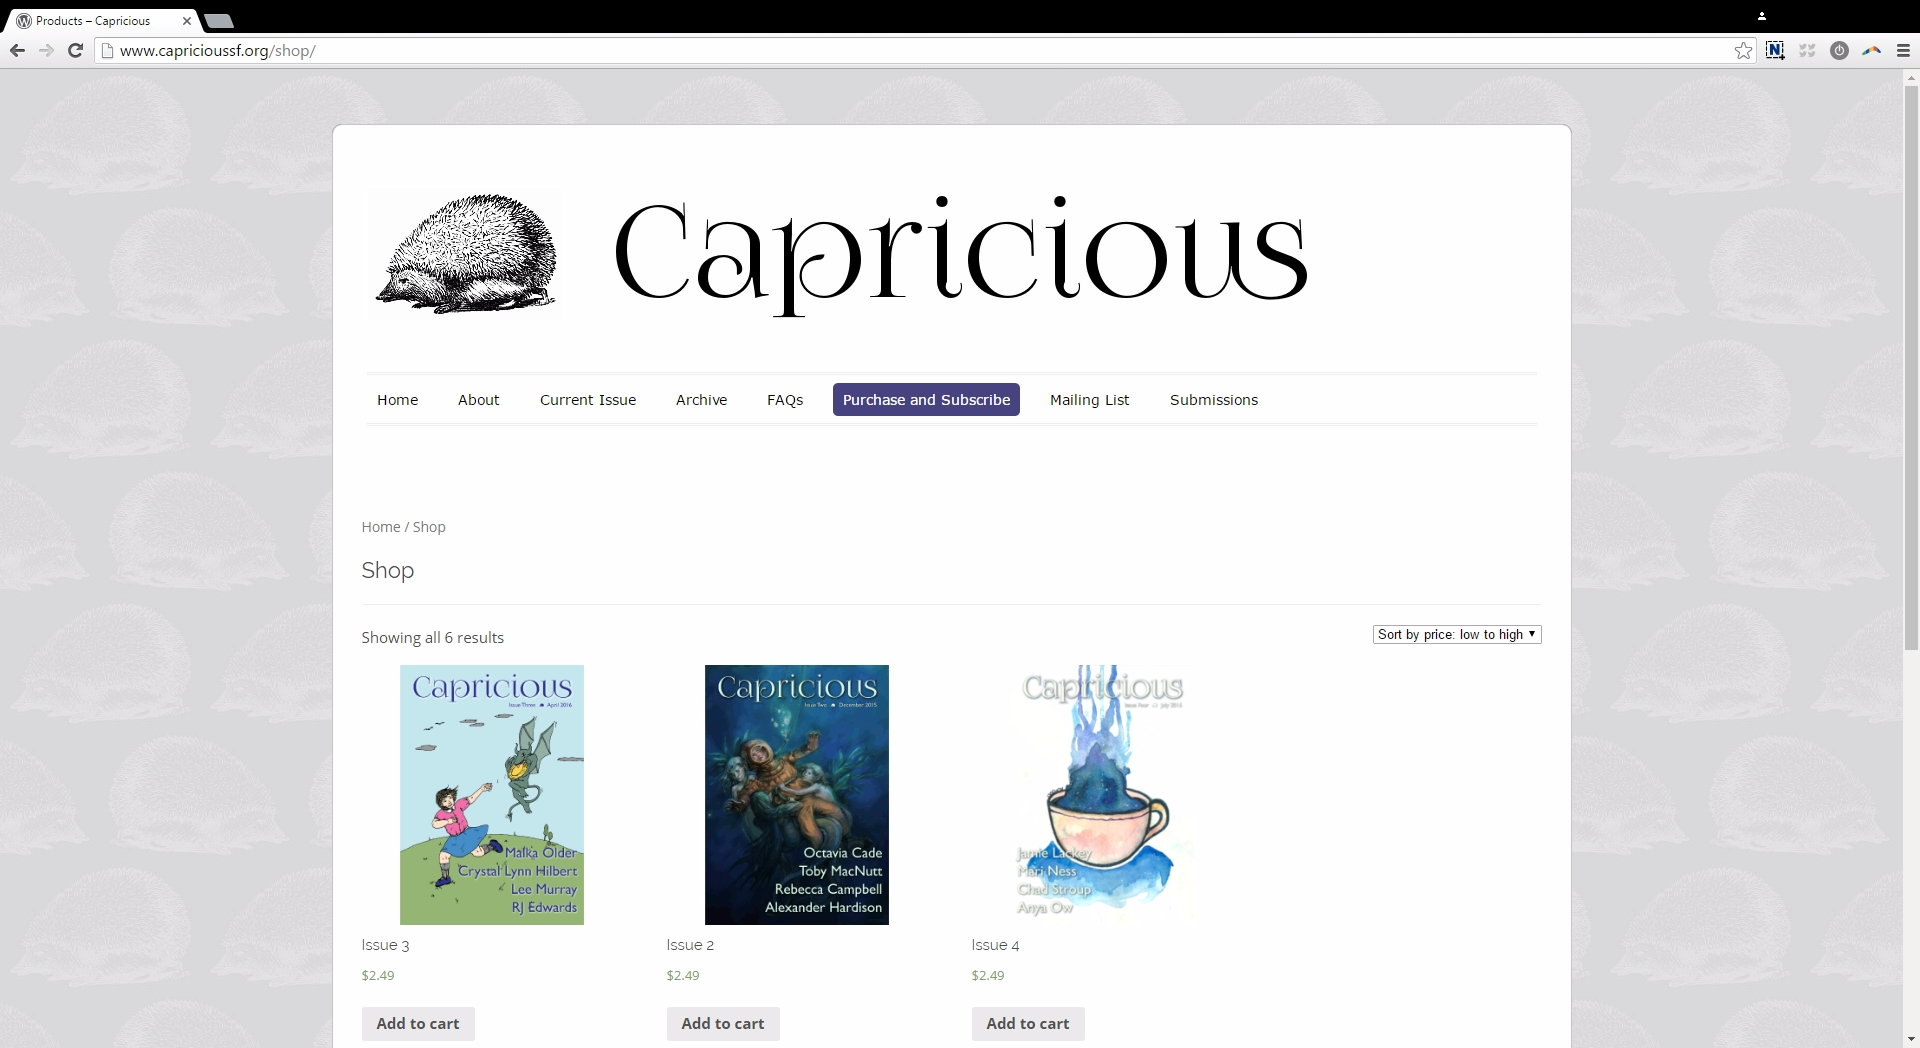 Products – Capricious
www.capricioussf.org/shop/
Capricious
Home About Current Issue Archive FAQs Purchase and Subscribe Mailing List Submissions
Home / Shop
Shop
Showing all 6 results
Sort by price: low to high
Capricious
Issue Three April 2016
Malka Older
Crystal Lynn Hilbert
Lee Murray
RJ Edwards
Issue 3
$2.49
Add to cart
Capricious
Issue Two December 2015
Octavia Cade
Toby MacNutt
Rebecca Campbell
Alexander Hardison
Issue 2
$2.49
Add to cart
Capricious
Issue Four July 2016
Jamie Lackey
Mari Ness
Chad Stroup
Anya Ow
Issue 4
$2.49
Add to cart